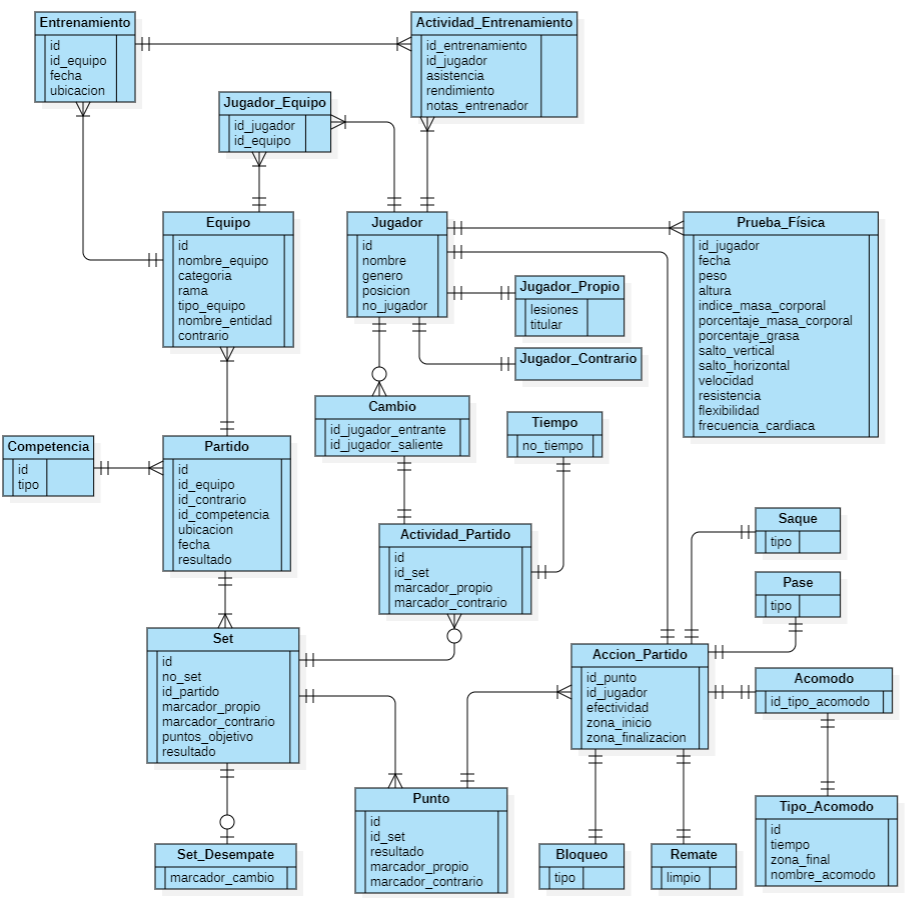 Entrenamiento
id
id_equipo
fecha
ubicacion
Actividad_Entrenamiento
id_entrenamiento
id_jugador
asistencia
rendimiento
notas_entrenador
Jugador_Equipo
id_jugador
id_equipo
Equipo
id
nombre_equipo
categoria
rama
tipo_equipo
nombre_entidad
contrario
Jugador
id
nombre
genero
posicion
no_jugador
Prueba_Física
id_jugador
fecha
peso
altura
indice_masa_corporal
porcentaje_masa_corporal
porcentaje_grasa
salto_vertical
salto_horizontal
velocidad
resistencia
flexibilidad
frecuencia_cardiaca
Jugador_Propio
lesiones
titular
Jugador_Contrario
Cambio
id_jugador_entrante
id_jugador_saliente
Tiempo
no_tiempo
Competencia
id
tipo
Partido
id
id_equipo
id_contrario
id_competencia
ubicacion
fecha
resultado
Actividad_Partido
id
id_set
marcador_propio
marcador_contrario
Saque
tipo
Pase
tipo
Set
id
no_set
id_partido
marcador_propio
marcador_contrario
puntos_objetivo
resultado
Accion_Partido
id_punto
id_jugador
efectividad
zona_inicio
zona_finalizacion
Acomodo
id_tipo_acomodo
Punto
id
id_set
resultado
marcador_propio
marcador_contrario
Tipo_Acomodo
id
tiempo
zona_final
nombre_acomodo
Set_Desempate
marcador_cambio
Bloqueo
tipo
Remate
limpio